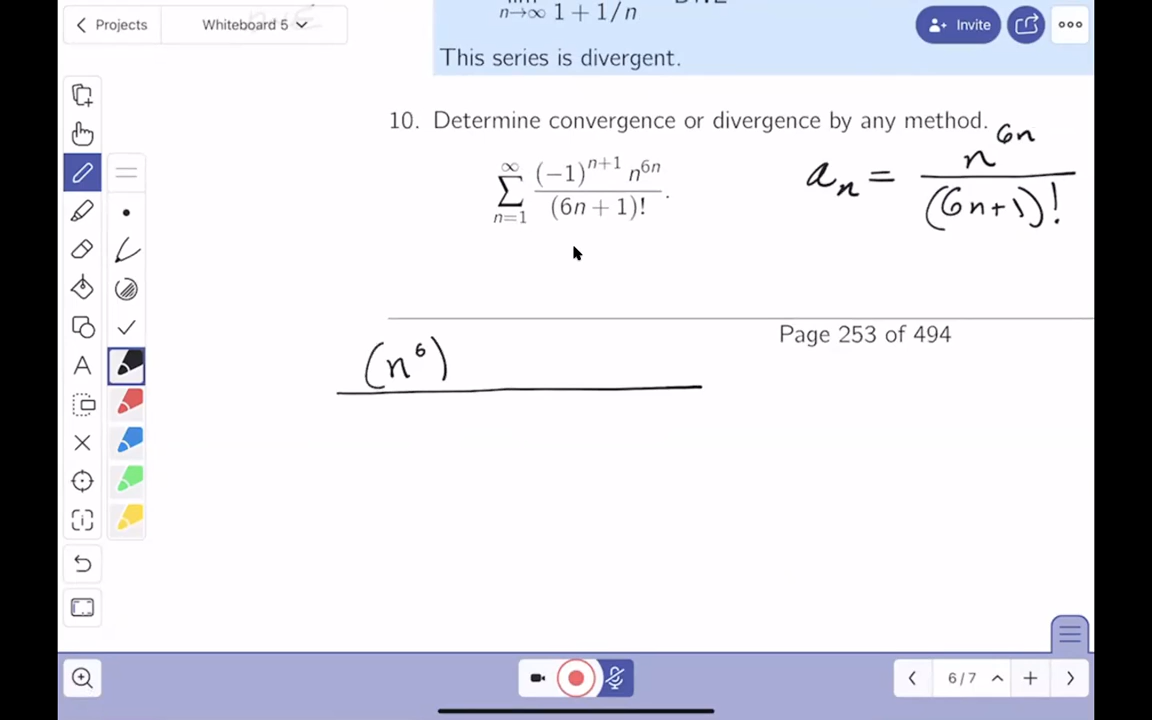 Projects
Whiteboard 5
Invite
n→∞ 1 + 1/n
This series is divergent.
10. Determine convergence or divergence by any method.
∞
∑ (−1)^{n+1} n^{6n} / (6n + 1)! .
n=1
a_n = n^{6n} / (6n+1)!
Page 253 of 494
(n^6)
A
6/7